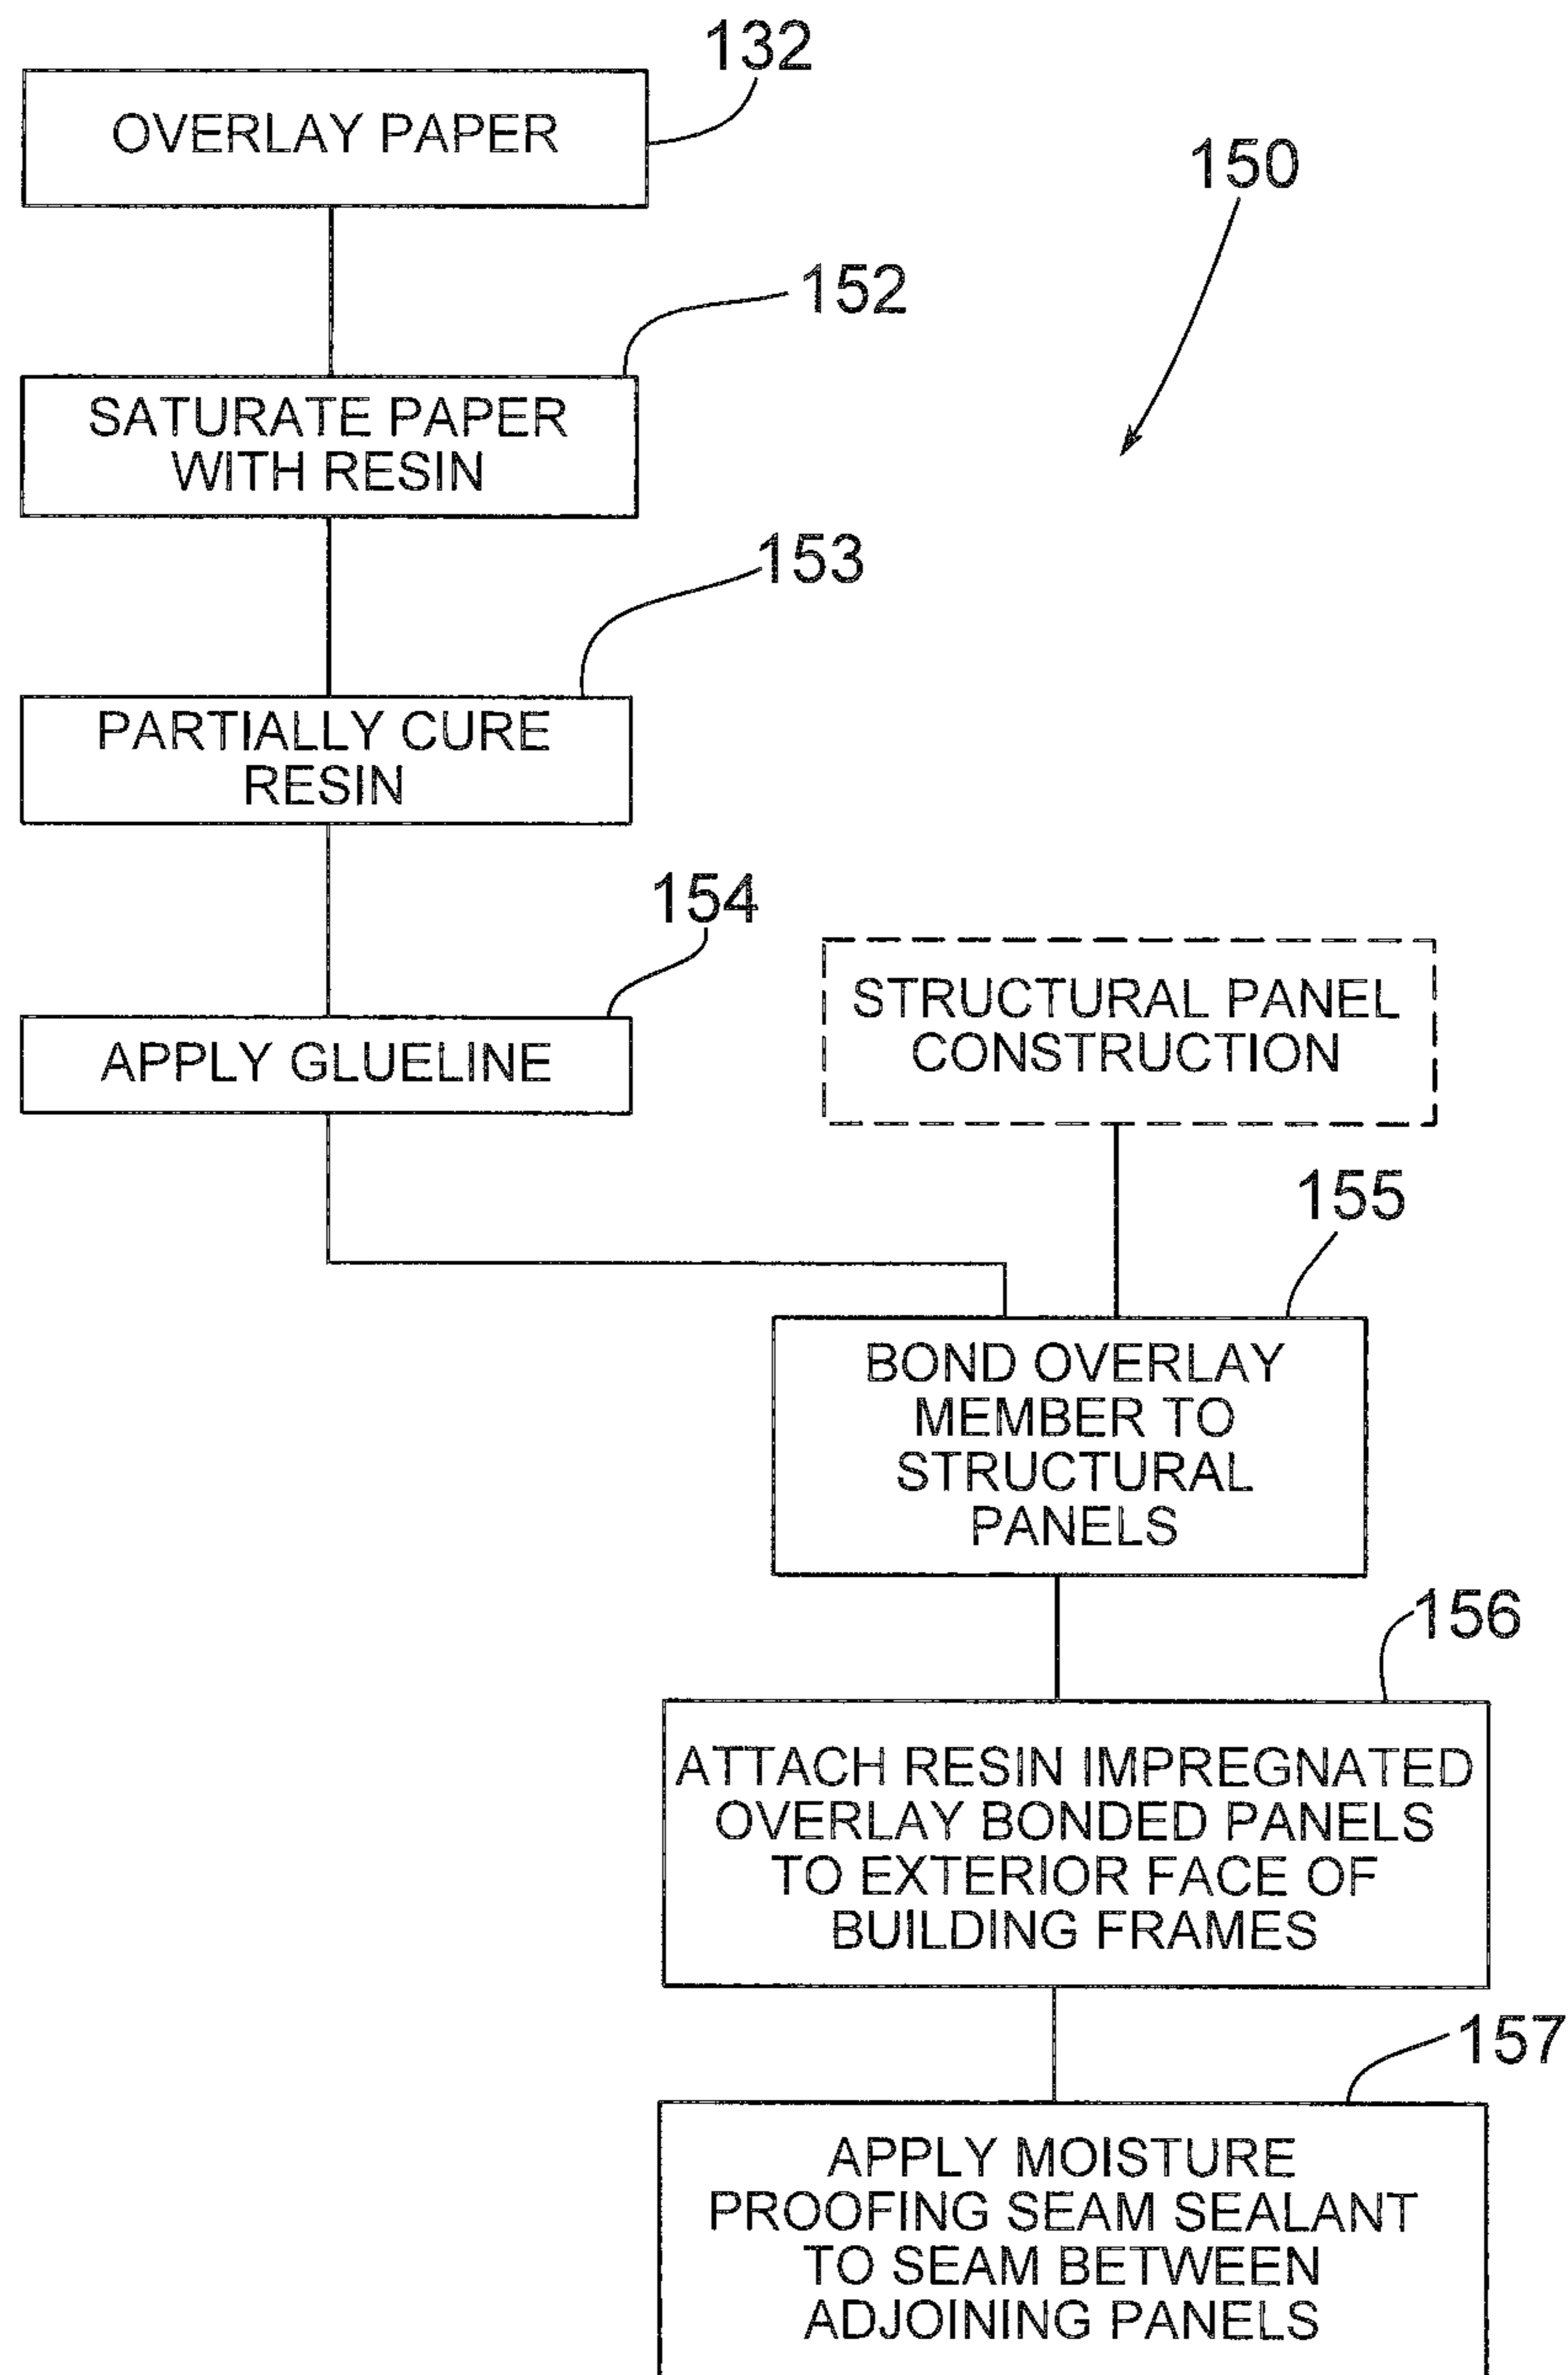 132
OVERLAY PAPER
150
152
SATURATE PAPER
WITH RESIN
153
PARTIALLY CURE
RESIN
154
APPLY GLUELINE
STRUCTURAL PANEL
CONSTRUCTION
155
BOND OVERLAY
MEMBER TO
STRUCTURAL
PANELS
156
ATTACH RESIN IMPREGNATED
OVERLAY BONDED PANELS
TO EXTERIOR FACE OF
BUILDING FRAMES
157
APPLY MOISTURE
PROOFING SEAM SEALANT
TO SEAM BETWEEN
ADJOINING PANELS